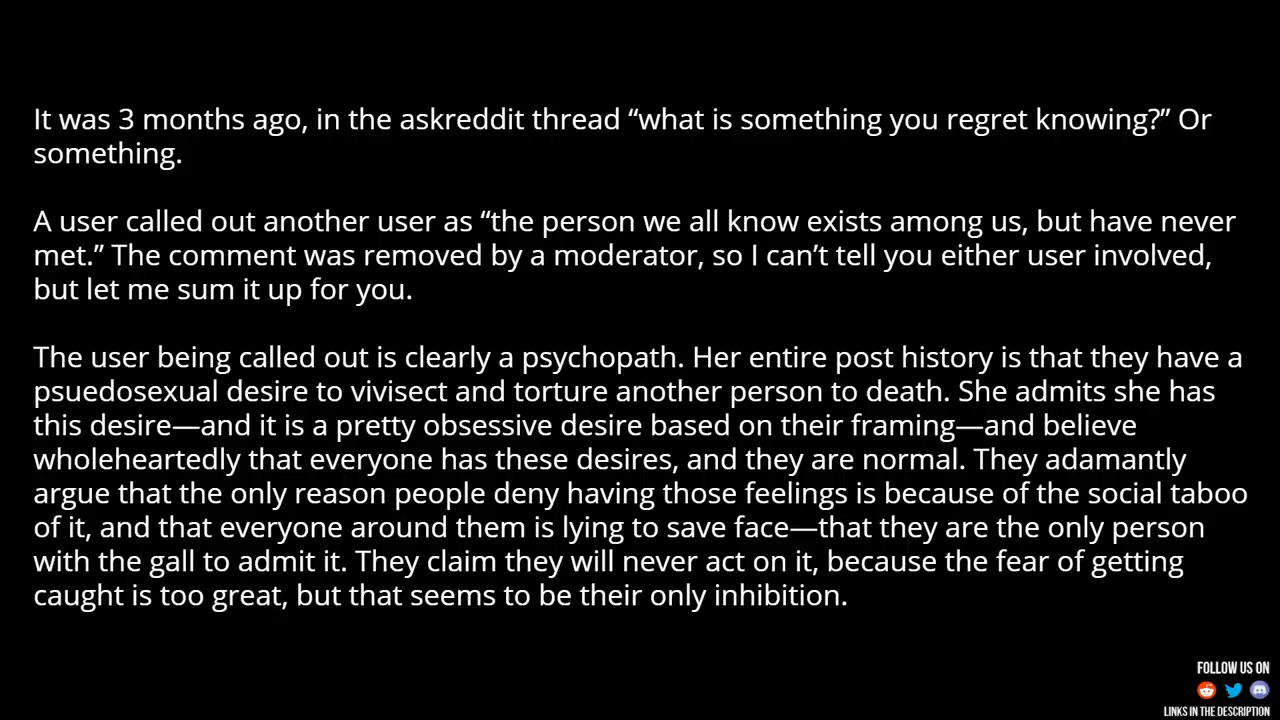 It was 3 months ago, in the askreddit thread “what is something you regret knowing?” Or
something.
A user called out another user as “the person we all know exists among us, but have never
met.” The comment was removed by a moderator, so I can’t tell you either user involved,
but let me sum it up for you.
The user being called out is clearly a psychopath. Her entire post history is that they have a
psuedosexual desire to vivisect and torture another person to death. She admits she has
this desire—and it is a pretty obsessive desire based on their framing—and believe
wholeheartedly that everyone has these desires, and they are normal. They adamantly
argue that the only reason people deny having those feelings is because of the social taboo
of it, and that everyone around them is lying to save face—that they are the only person
with the gall to admit it. They claim they will never act on it, because the fear of getting
caught is too great, but that seems to be their only inhibition.
FOLLOW US ON
LINKS IN THE DESCRIPTION